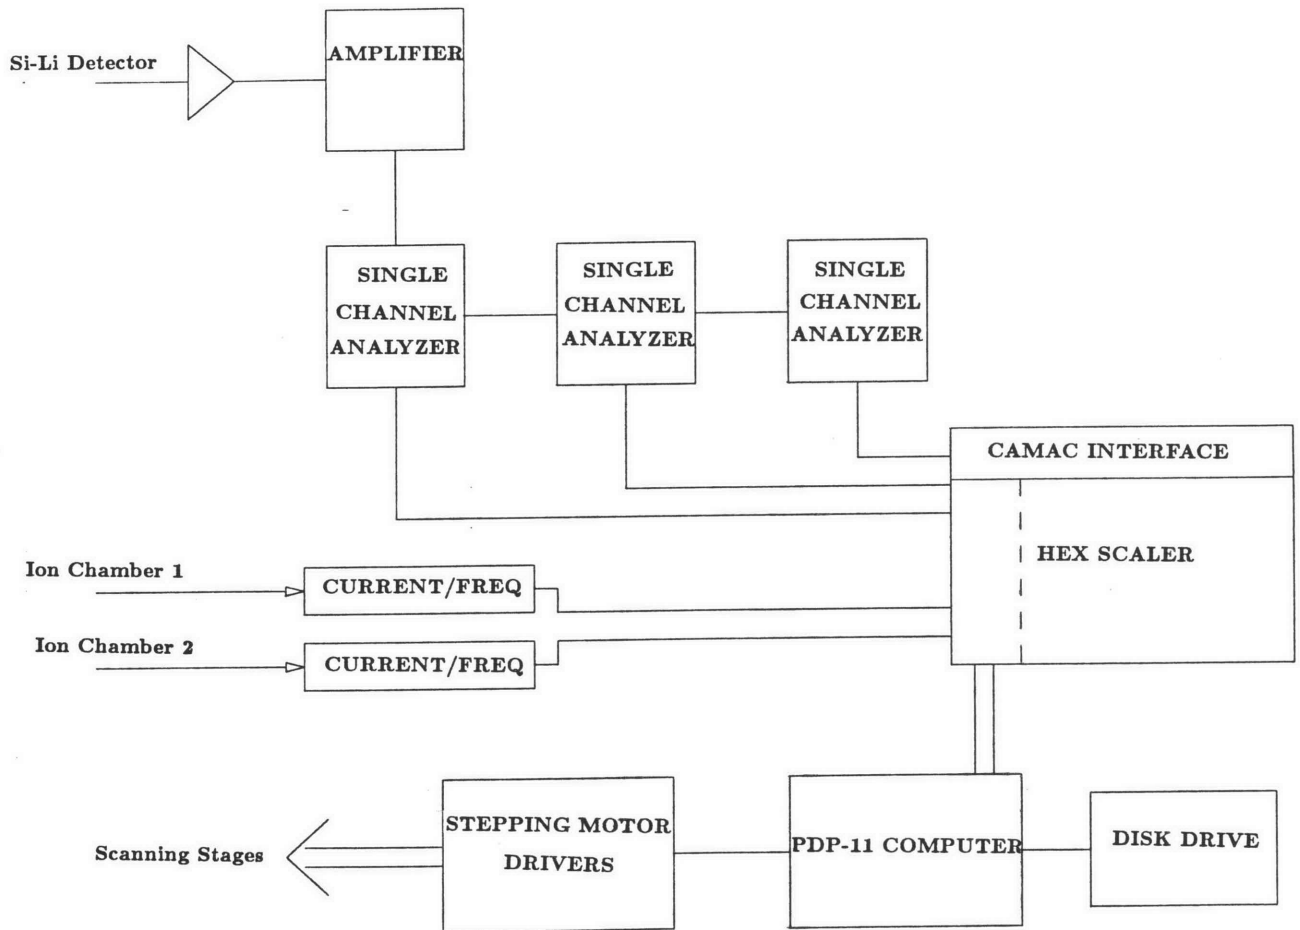 Si-Li Detector
AMPLIFIER
SINGLE
CHANNEL
ANALYZER
SINGLE
CHANNEL
ANALYZER
SINGLE
CHANNEL
ANALYZER
CAMAC INTERFACE
HEX SCALER
Ion Chamber 1
CURRENT/FREQ
Ion Chamber 2
CURRENT/FREQ
Scanning Stages
STEPPING MOTOR
DRIVERS
PDP-11 COMPUTER
DISK DRIVE